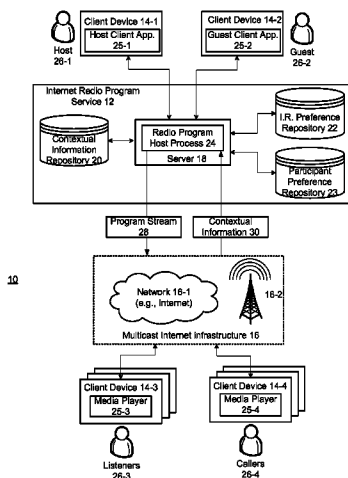 Client Device 14-1
Host Client App.
25-1
Host
26-1
Client Device 14-2
Guest Client App.
25-2
Guest
26-2
Internet Radio Program
Service 12
Contextual
Information
Repository 20
Radio Program
Host Process 24
Server 18
I.R. Preference
Repository 22
Participant
Preference
Repository 23
Program Stream
28
Contextual
Information 30
10
Network 16-1
(e.g., Internet)
16-2
Multicast Internet Infrastructure 16
Client Device 14-3
Media Player
25-3
Client Device 14-4
Media Player
25-4
Listeners
26-3
Callers
26-4